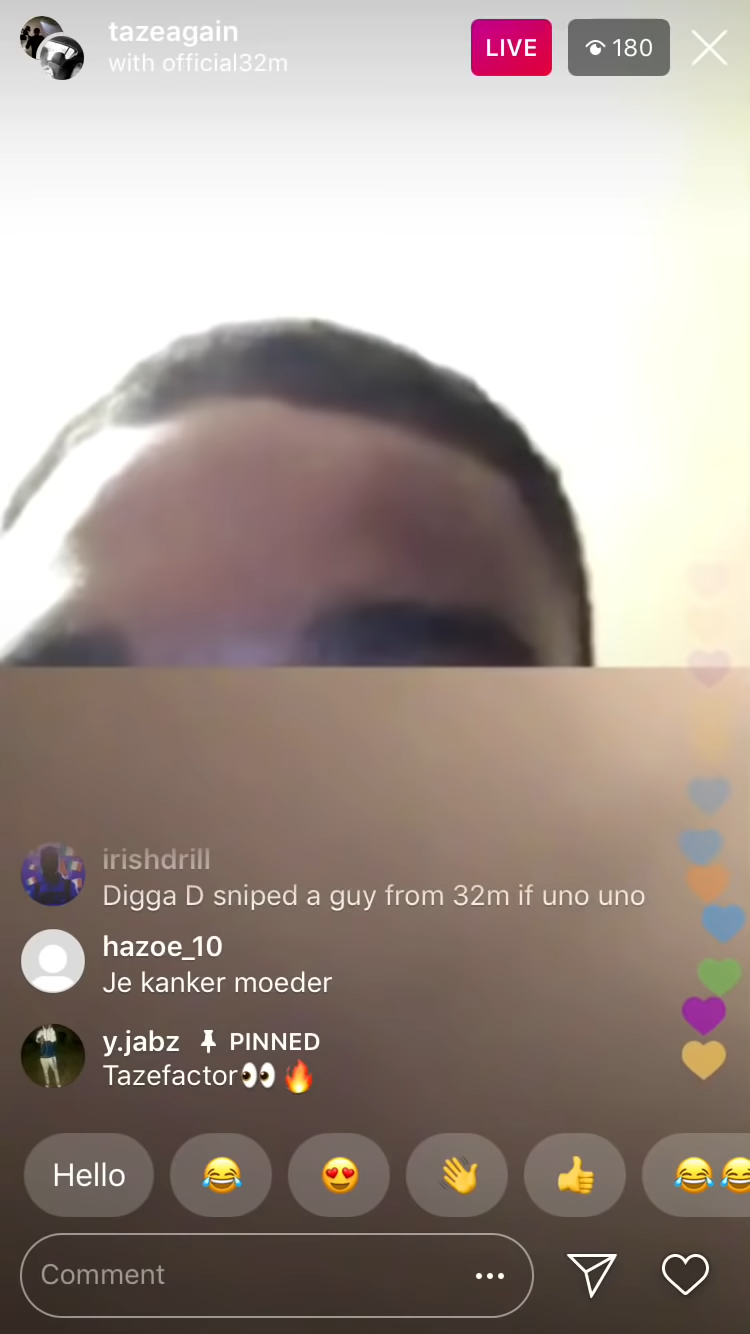 tazeagain
with official32m
LIVE
180
irishdrill
Digga D sniped a guy from 32m if uno uno
hazoe_10
Je kanker moeder
y.jabz PINNED
Tazefactor👀🔥
Hello 😂 😍 👋 👍 😂😂
Comment